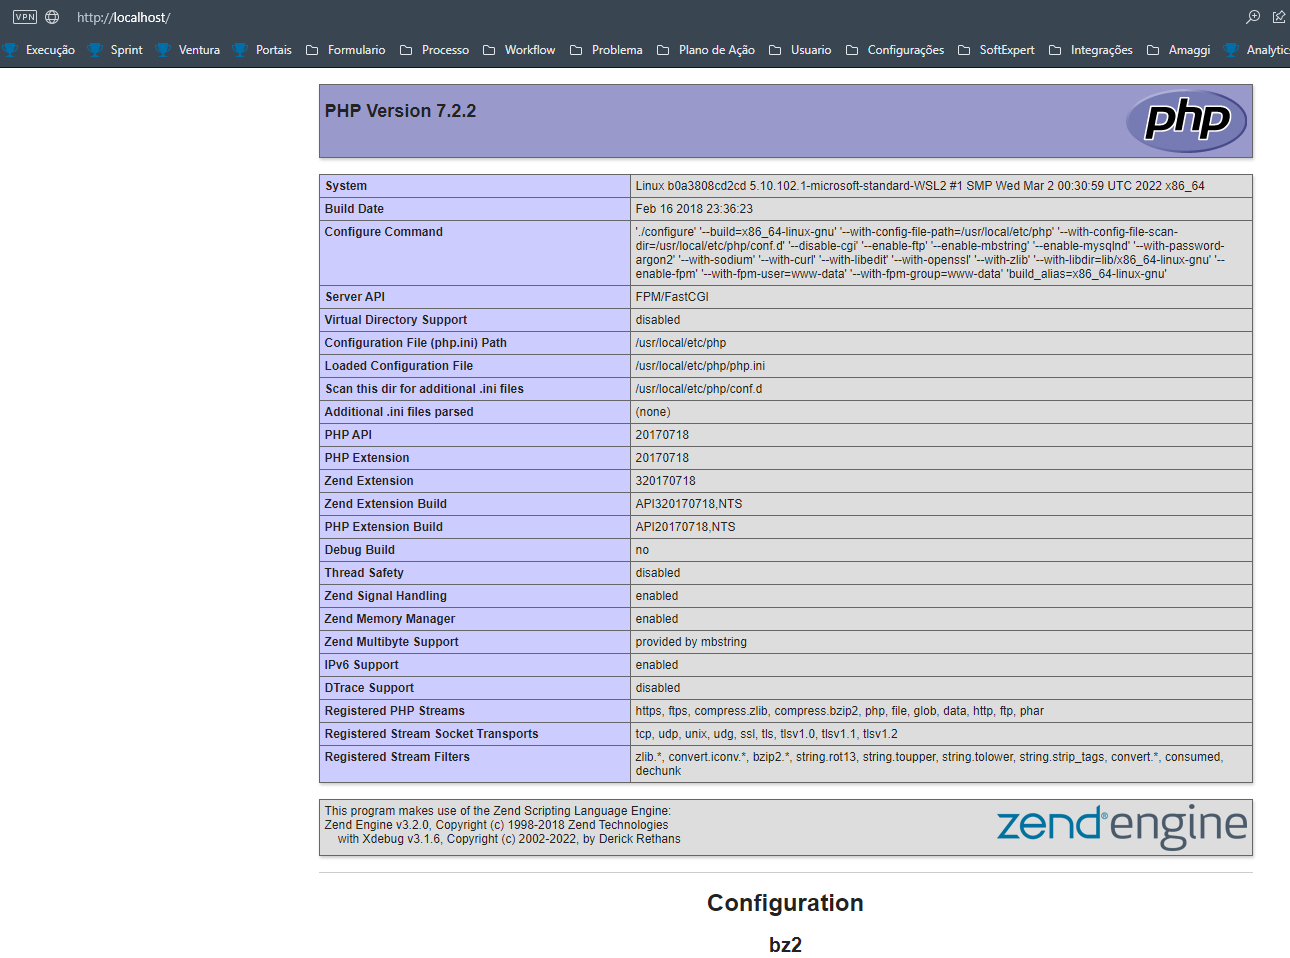 VPN http://localhost/
Execução Sprint Ventura Portais Formulario Processo Workflow Problema Plano de Ação Usuario Configurações SoftExpert Integrações Amaggi Analytic
PHP Version 7.2.2
php
System Linux b0a3808cd2cd 5.10.102.1-microsoft-standard-WSL2 #1 SMP Wed Mar 2 00:30:59 UTC 2022 x86_64
Build Date Feb 16 2018 23:36:23
Configure Command './configure' '--build=x86_64-linux-gnu' '--with-config-file-path=/usr/local/etc/php' '--with-config-file-scan-
dir=/usr/local/etc/php/conf.d' '--disable-cgi' '--enable-ftp' '--enable-mbstring' '--enable-mysqlnd' '--with-password-
argon2' '--with-sodium' '--with-curl' '--with-libedit' '--with-openssl' '--with-zlib' '--with-libdir=lib/x86_64-linux-gnu' '--
enable-fpm' '--with-fpm-user=www-data' '--with-fpm-group=www-data' 'build_alias=x86_64-linux-gnu'
Server API FPM/FastCGI
Virtual Directory Support disabled
Configuration File (php.ini) Path /usr/local/etc/php
Loaded Configuration File /usr/local/etc/php/php.ini
Scan this dir for additional .ini files /usr/local/etc/php/conf.d
Additional .ini files parsed (none)
PHP API 20170718
PHP Extension 20170718
Zend Extension 320170718
Zend Extension Build API320170718,NTS
PHP Extension Build API20170718,NTS
Debug Build no
Thread Safety disabled
Zend Signal Handling enabled
Zend Memory Manager enabled
Zend Multibyte Support provided by mbstring
IPv6 Support enabled
DTrace Support disabled
Registered PHP Streams https, ftps, compress.zlib, compress.bzip2, php, file, glob, data, http, ftp, phar
Registered Stream Socket Transports tcp, udp, unix, udg, ssl, tls, tlsv1.0, tlsv1.1, tlsv1.2
Registered Stream Filters zlib.*, convert.iconv.*, bzip2.*, string.rot13, string.toupper, string.tolower, string.strip_tags, convert.*, consumed,
dechunk
This program makes use of the Zend Scripting Language Engine:
Zend Engine v3.2.0, Copyright (c) 1998-2018 Zend Technologies
with Xdebug v3.1.6, Copyright (c) 2002-2022, by Derick Rethans
zend®engine
Configuration
bz2